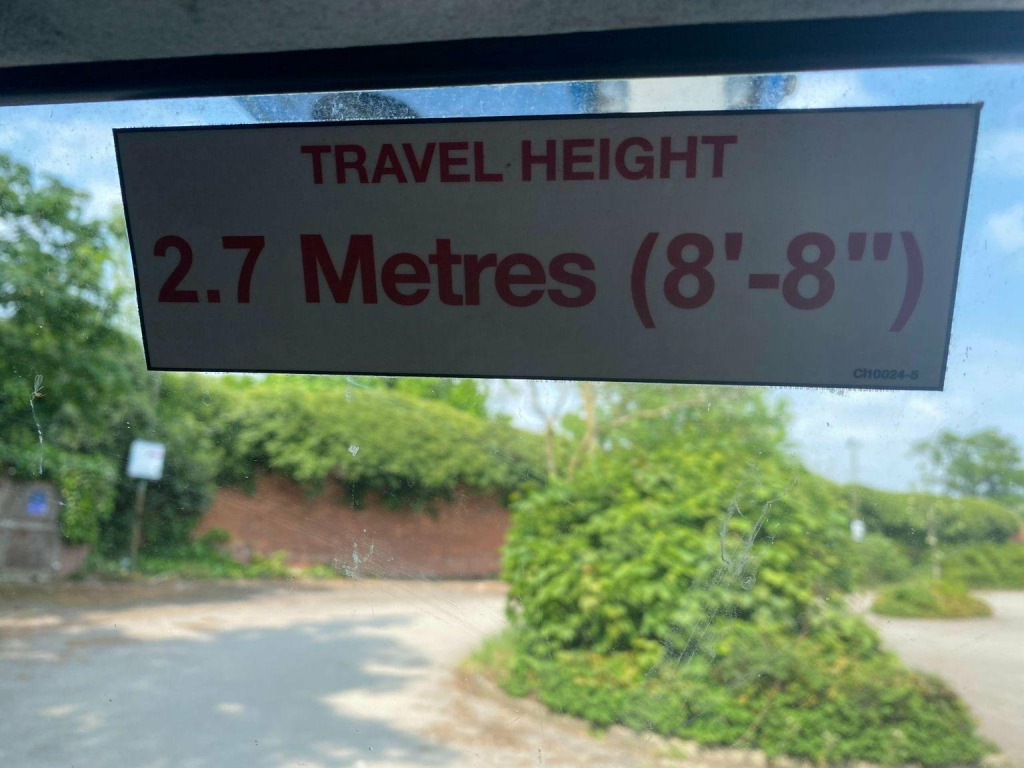 TRAVEL HEIGHT
2.7 Metres (8'-8")
CH0024-5